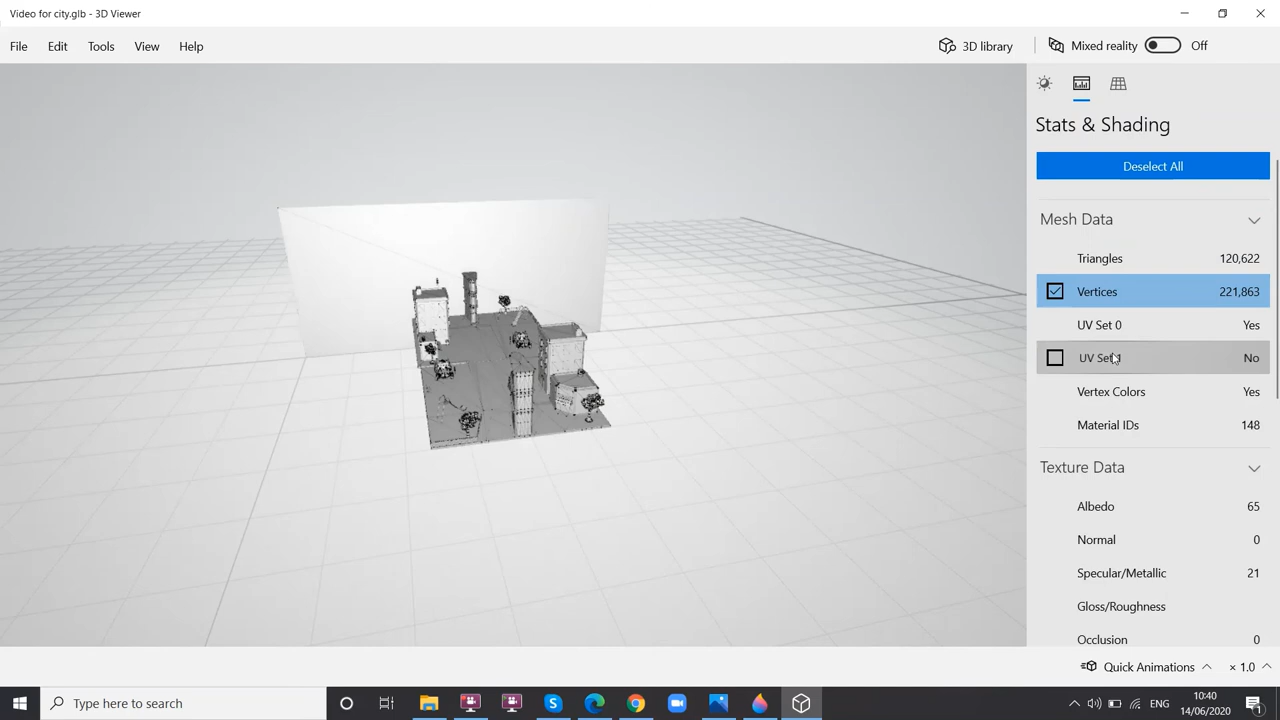 Video for city.glb - 3D Viewer
File Edit Tools View Help 3D library Mixed reality Off
Stats & Shading
Deselect All
Mesh Data
Triangles 120,622
Vertices 221,863
UV Set 0 Yes
UV Set 1 No
Vertex Colors Yes
Material IDs 148
Texture Data
Albedo 65
Normal 0
Specular/Metallic 21
Gloss/Roughness
Occlusion 0
Quick Animations × 1.0
Type here to search
ENG
10:40
14/06/2020
1